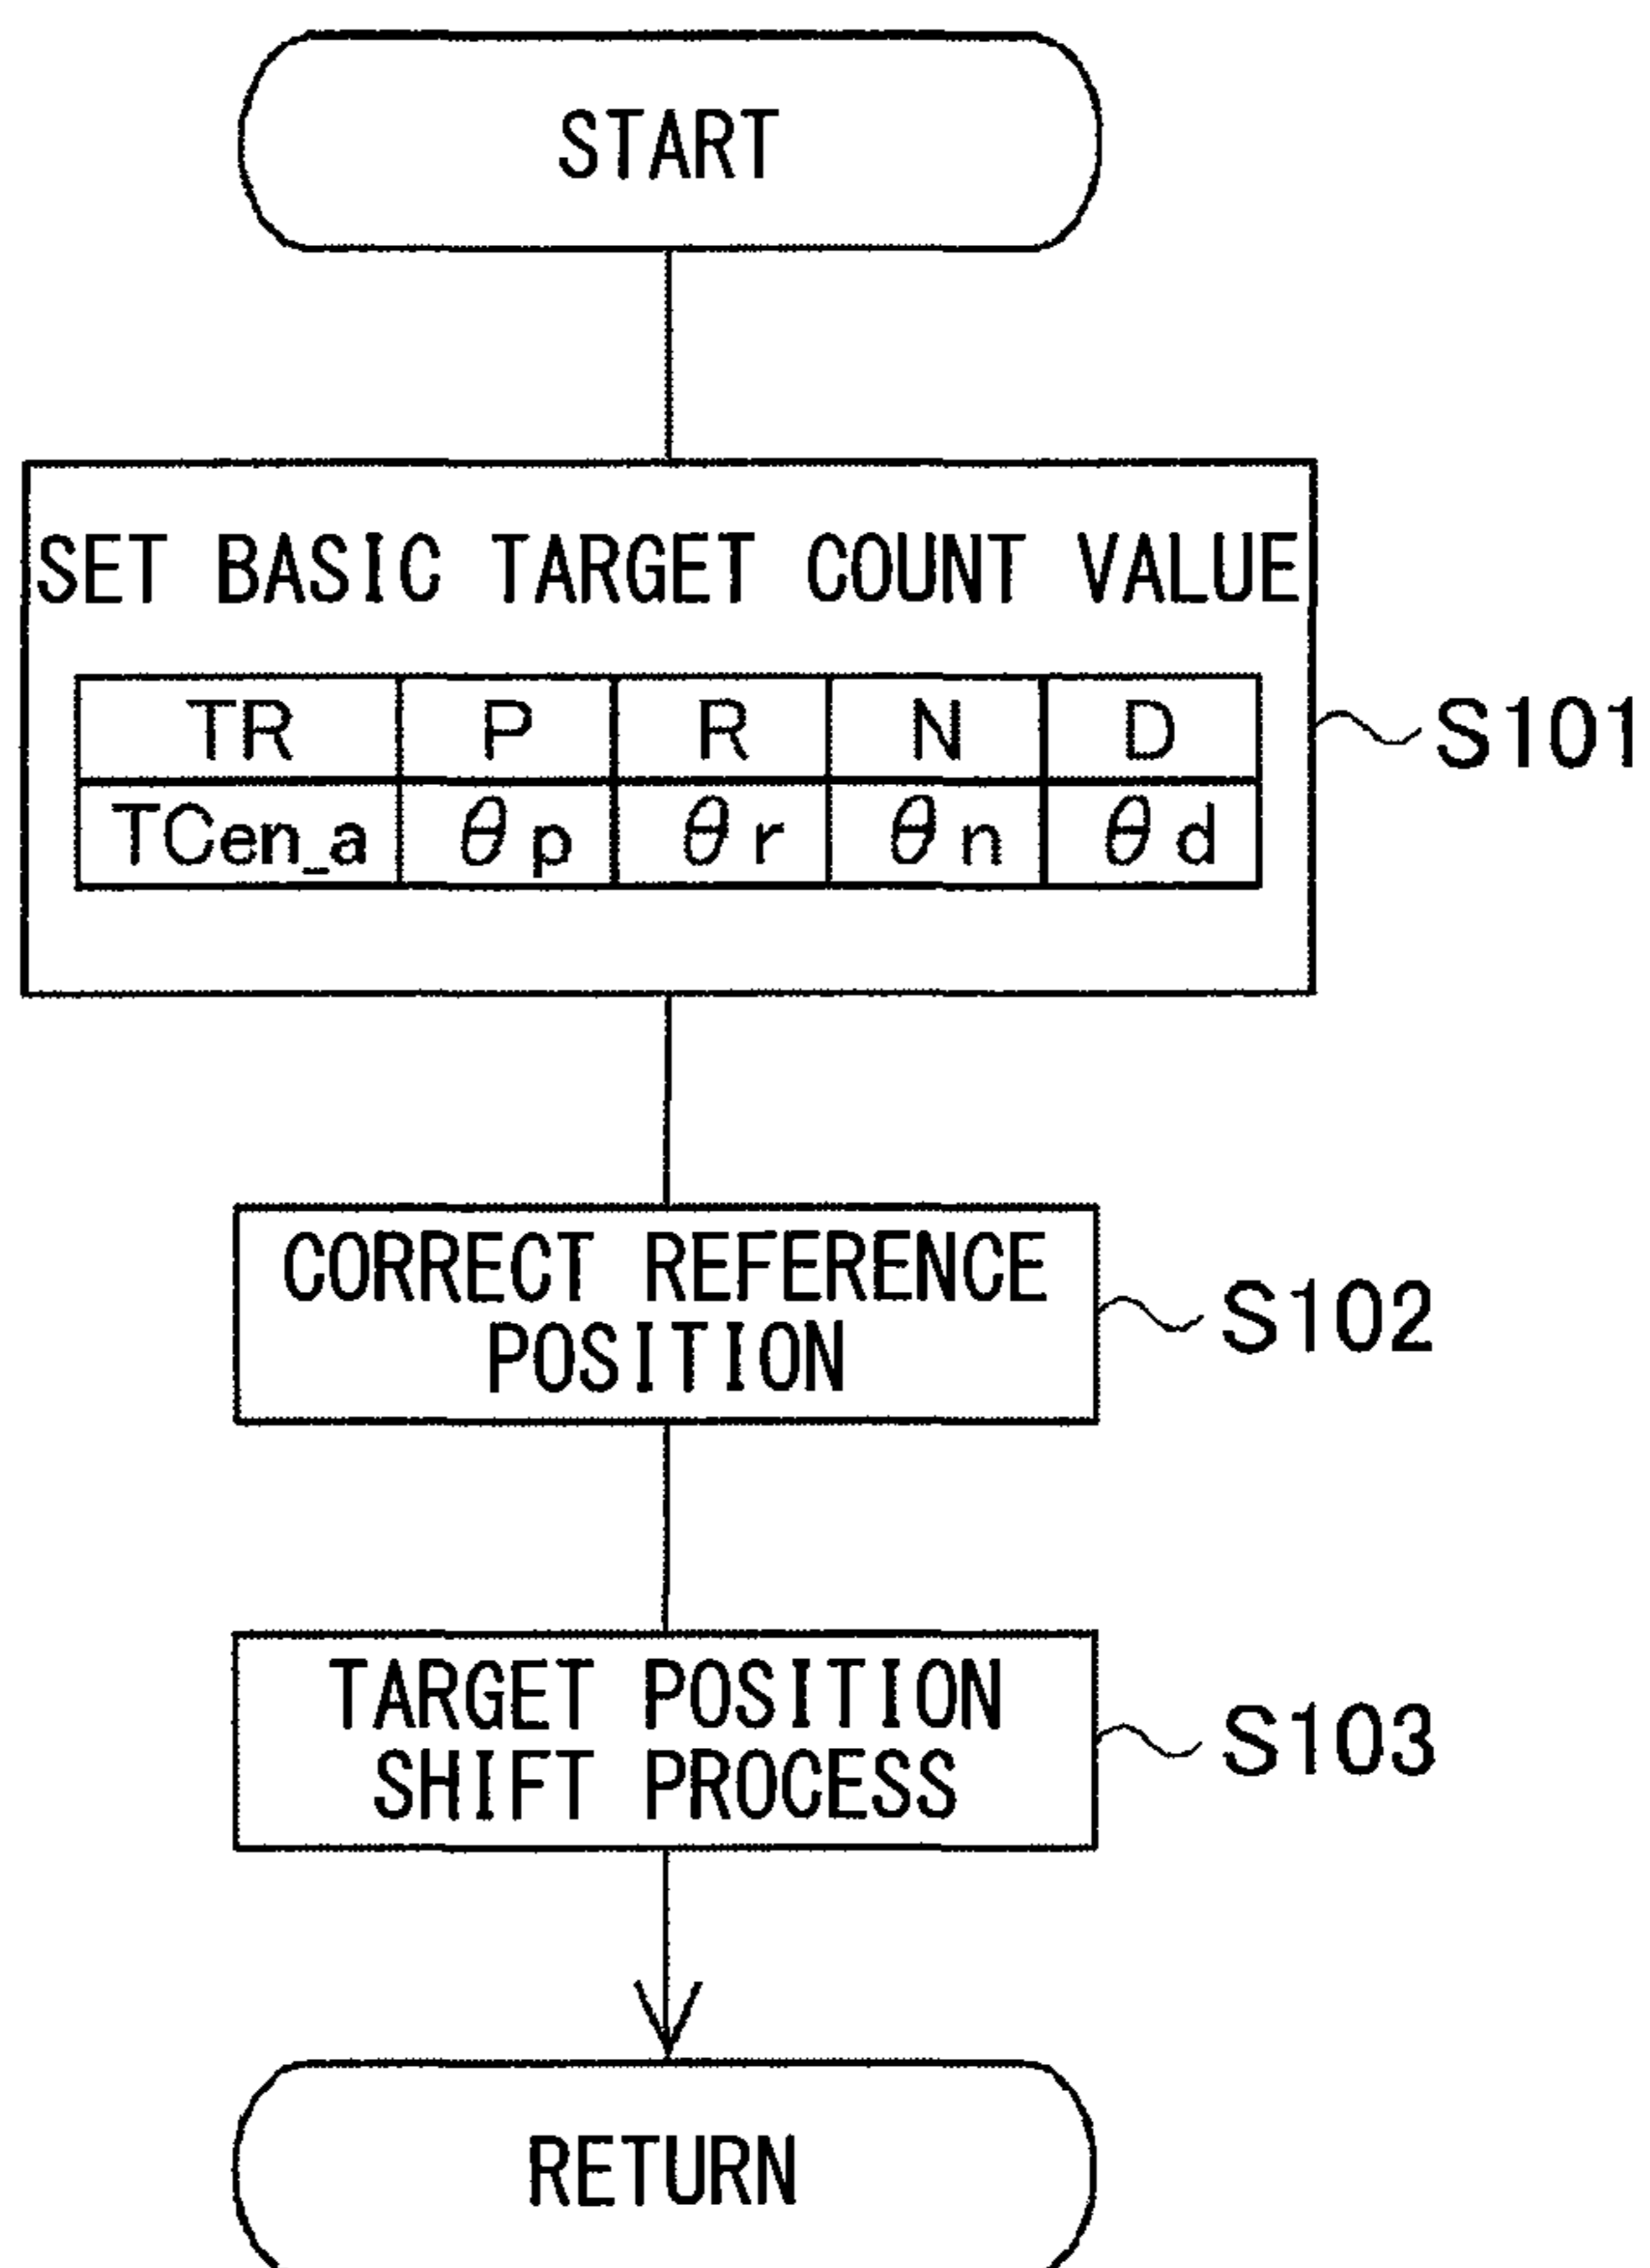 START
SET BASIC TARGET COUNT VALUE
TR P R N D
TCen_a θp θr θn θd
S101
CORRECT REFERENCE
POSITION
S102
TARGET POSITION
SHIFT PROCESS
S103
RETURN